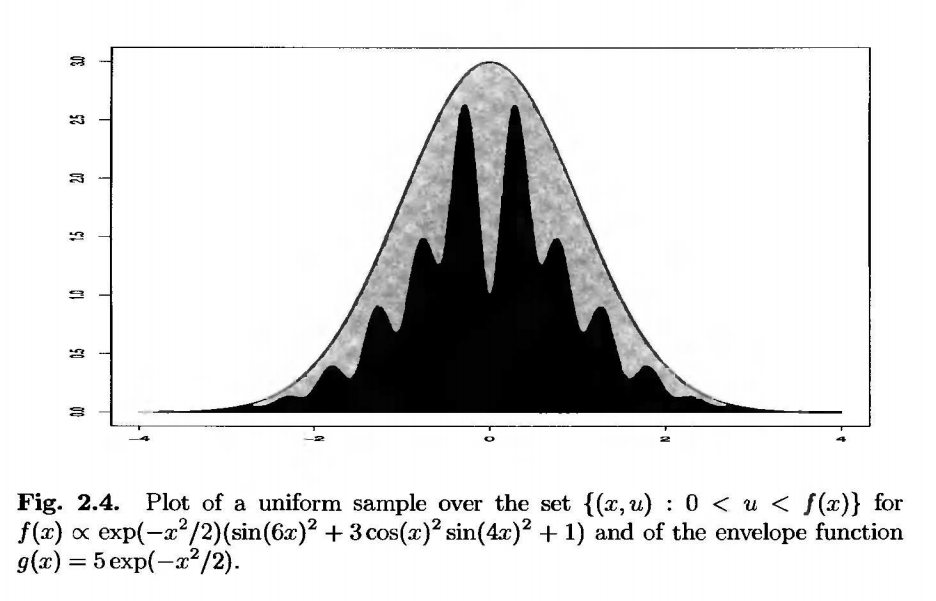 3.0
2.5
2.0
1.5
1.0
0.5
0.0
-4 -2 0 2 4
Fig. 2.4. Plot of a uniform sample over the set {(x, u) : 0 < u < f(x)} for
f(x) ∝ exp(−x²/2)(sin(6x)² + 3 cos(x)² sin(4x)² + 1) and of the envelope function
g(x) = 5 exp(−x²/2).